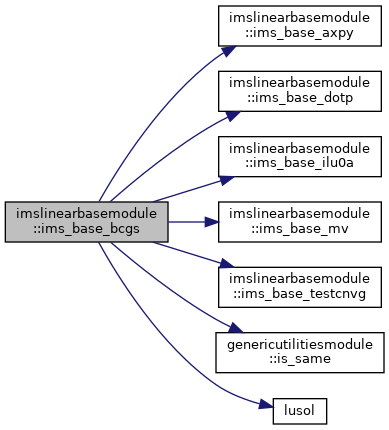 imslinearbasemodule
::ims_base_bcgs
imslinearbasemodule
::ims_base_axpy
imslinearbasemodule
::ims_base_dotp
imslinearbasemodule
::ims_base_ilu0a
imslinearbasemodule
::ims_base_mv
imslinearbasemodule
::ims_base_testcnvg
genericutilitiesmodule
::is_same
lusol